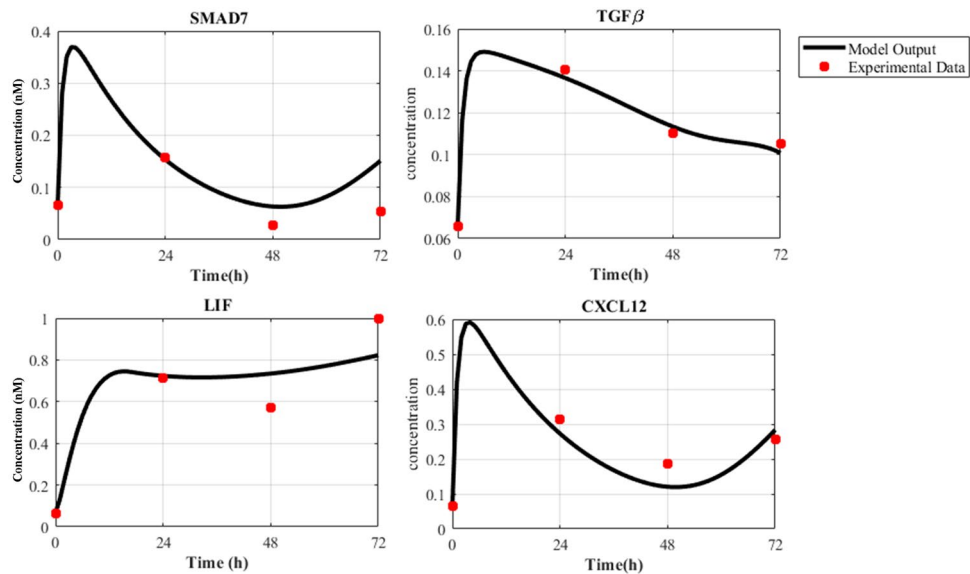 SMAD7
Concentration (nM)
0.4
0.3
0.2
0.1
0
0
24
48
72
Time(h)
TGFβ
concentration
0.16
0.14
0.12
0.1
0.08
0.06
0
24
48
72
Time(h)
Model Output
Experimental Data
LIF
Concentration (nM)
1
0.8
0.6
0.4
0.2
0
0
24
48
72
Time (h)
CXCL12
concentration
0.6
0.5
0.4
0.3
0.2
0.1
0
0
24
48
72
Time(h)